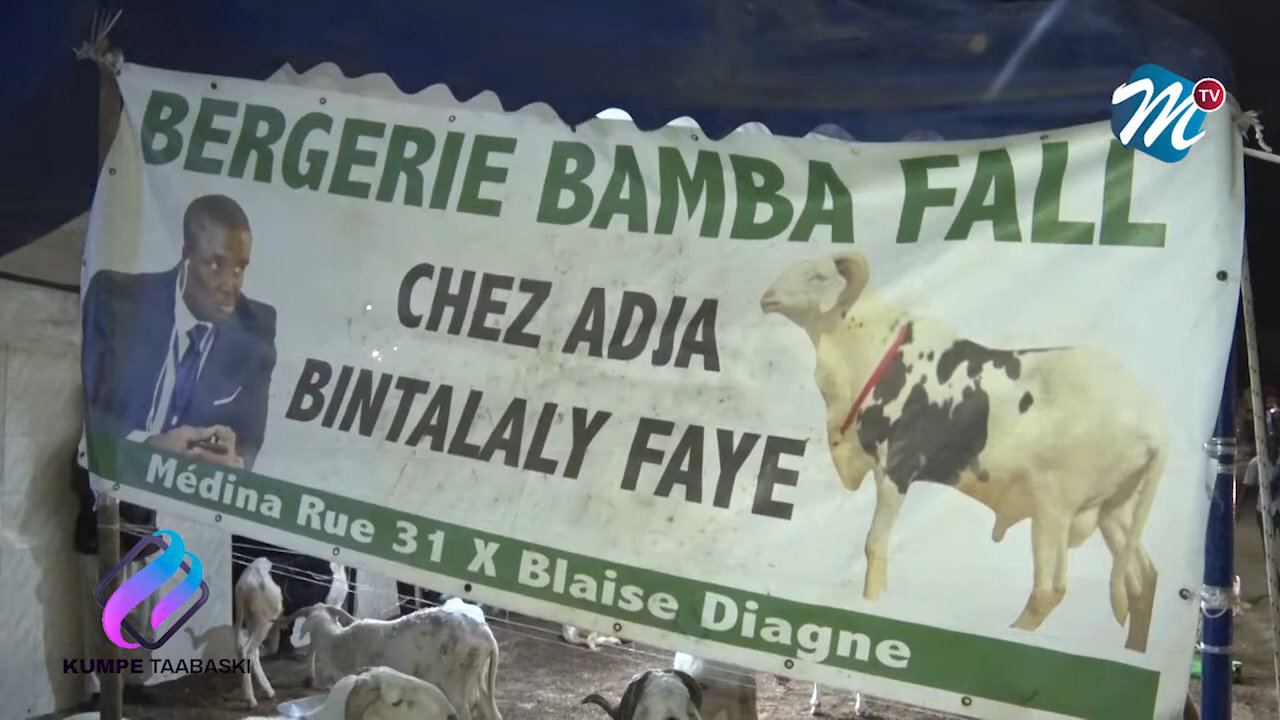 M TV
BERGERIE BAMBA FALL
CHEZ ADJA
BINTALALY FAYE
Médina Rue 31 X Blaise Diagne
KUMPE TAABASKI